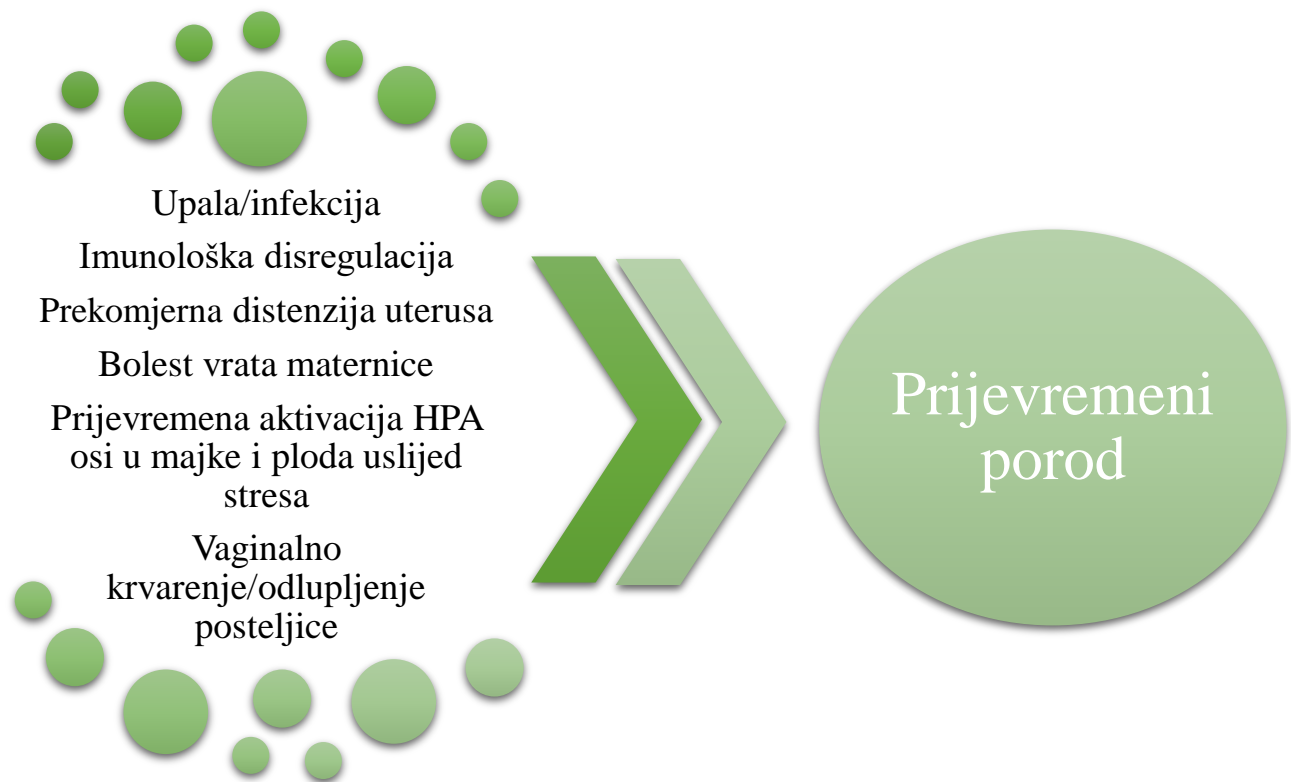 Upala/infekcija
Imunološka disregulacija
Prekomjerna distenzija uterusa
Bolest vrata maternice
Prijevremena aktivacija HPA
osi u majke i ploda uslijed
stresa
Vaginalno
krvarenje/odlupljenje
posteljice
Prijevremeni
porod